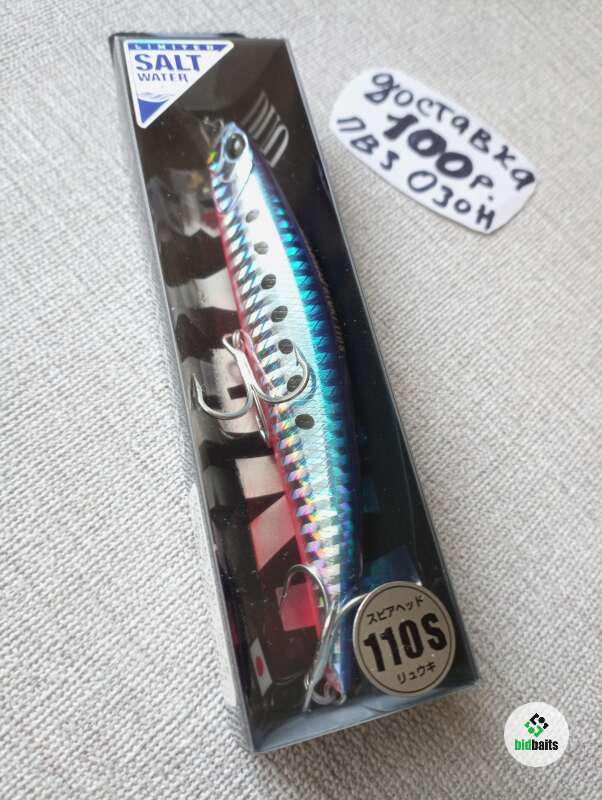 LIMITED
SALT
WATER
DUO
доставка
100р.
ПВЗ ОЗОН
スピアヘッド
110S
リュウキ
bidbaits